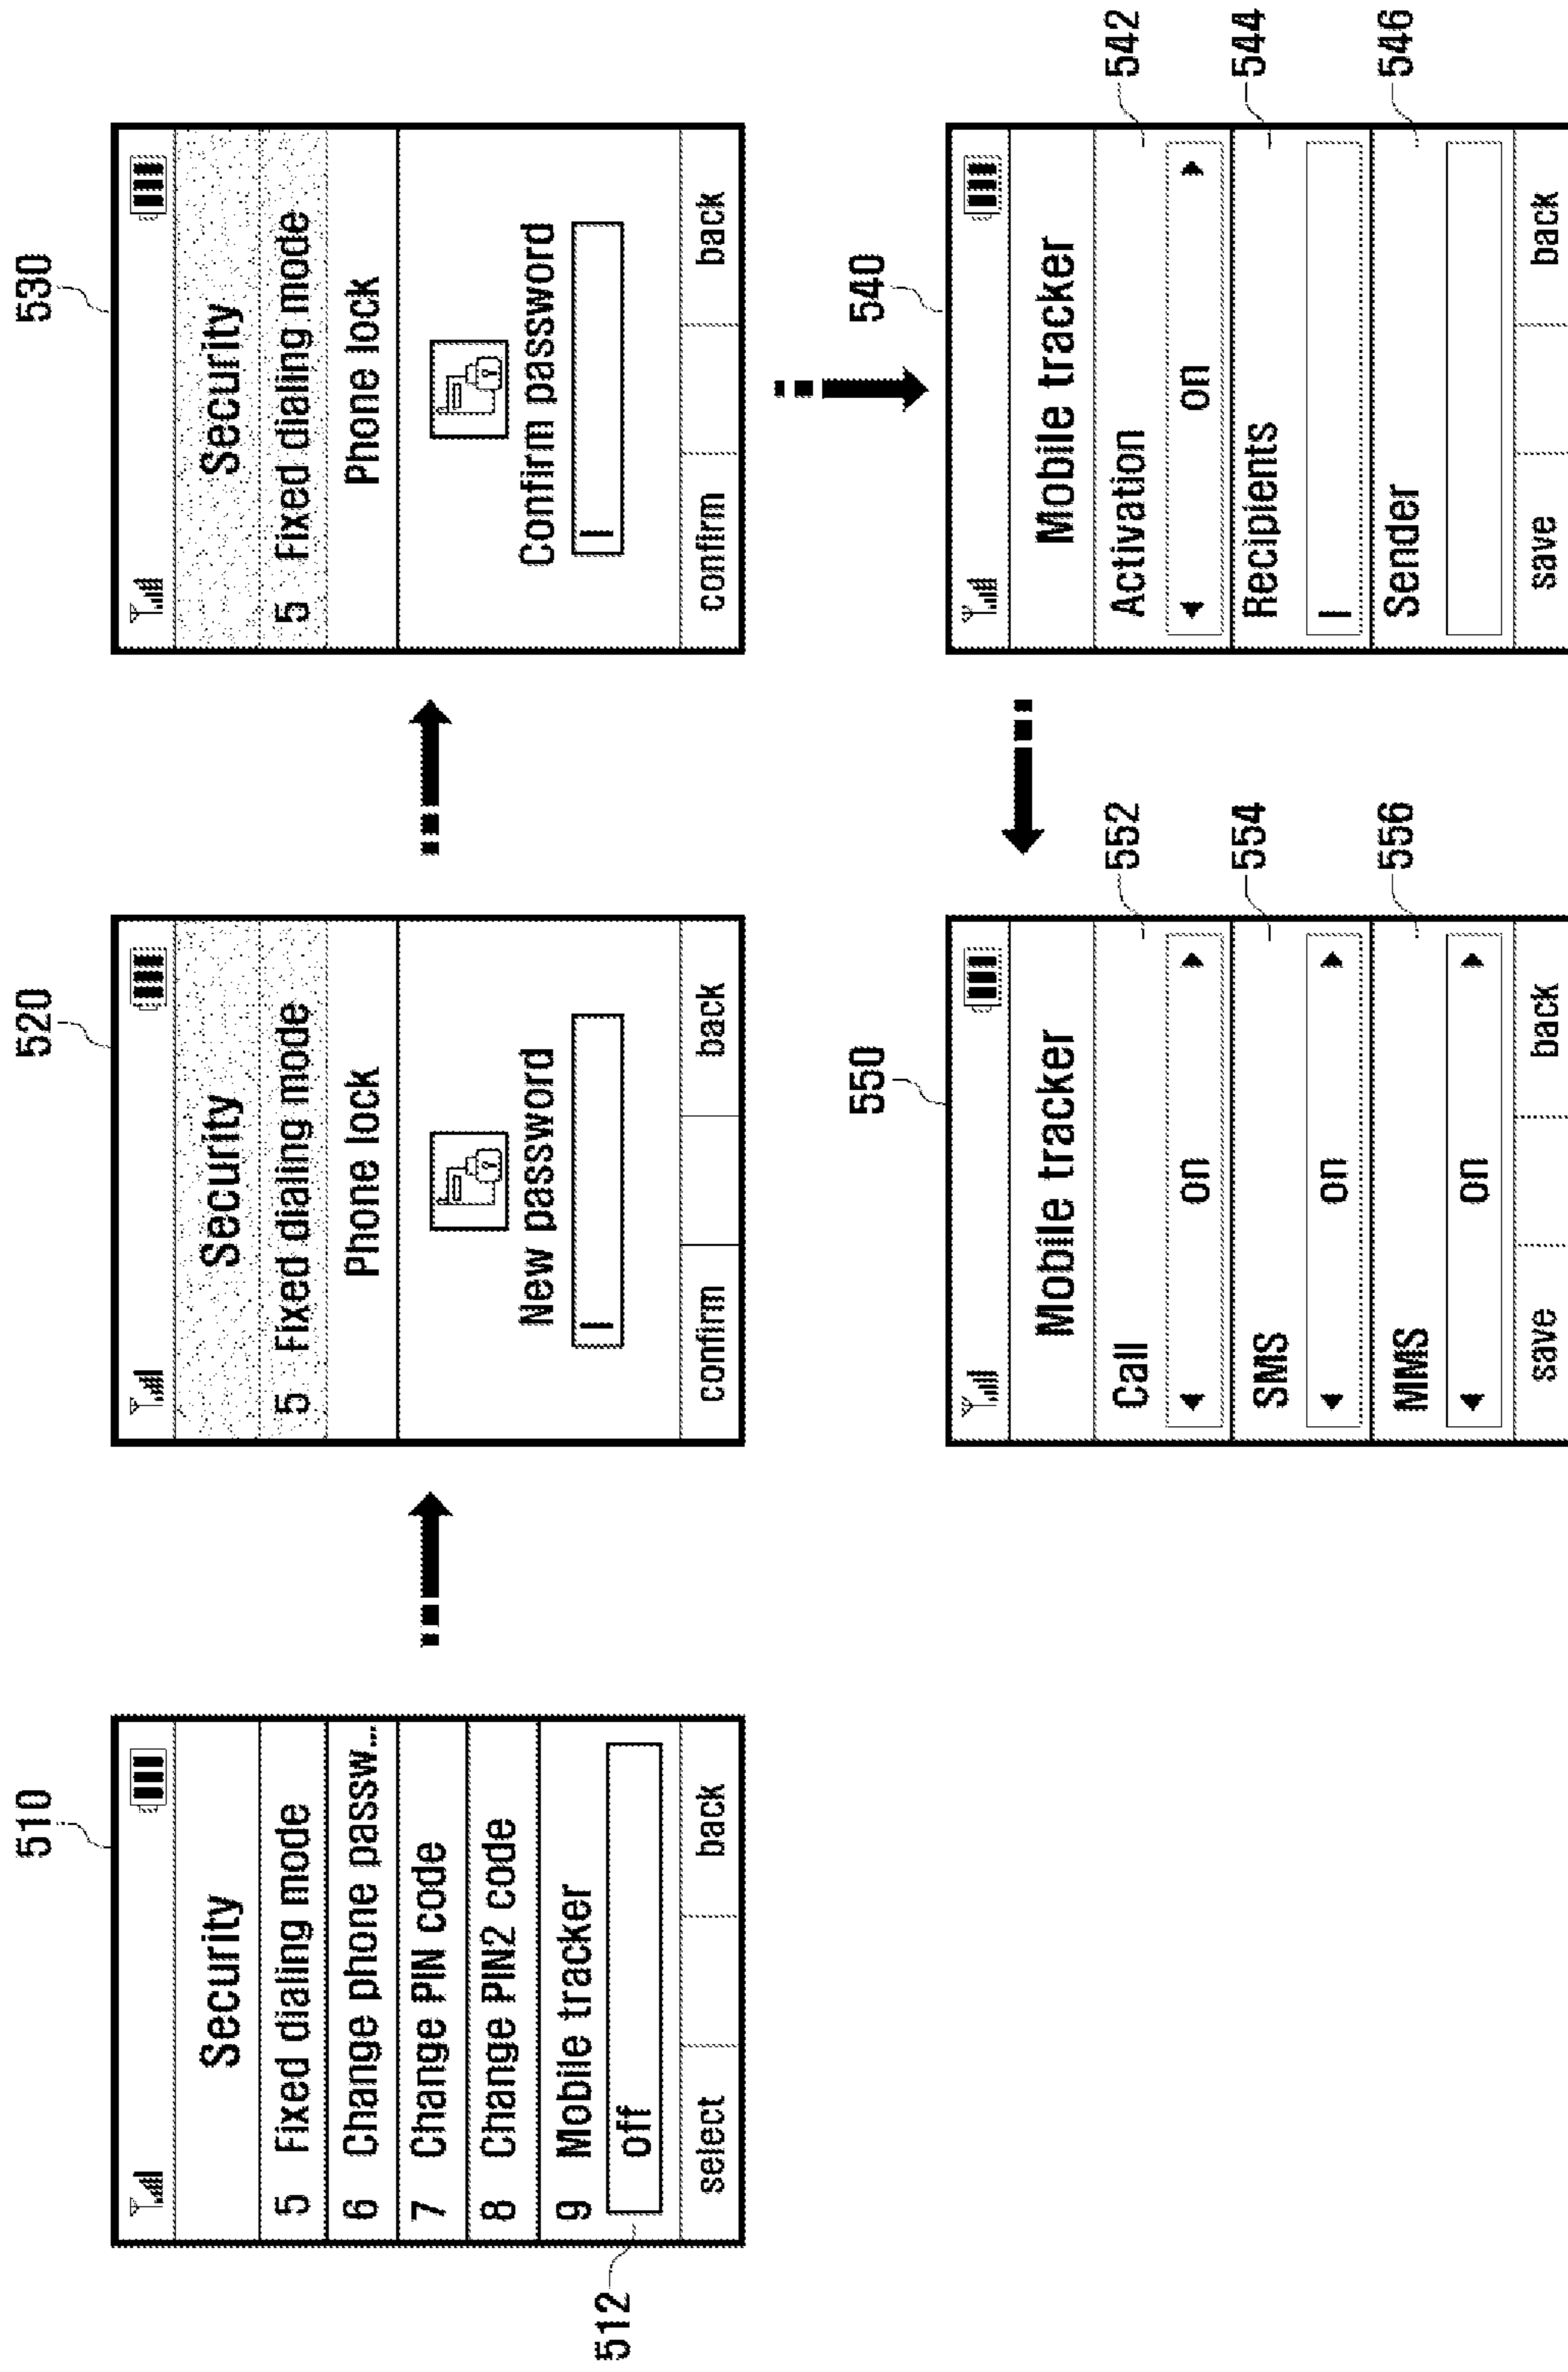 510
Security
5 Fixed dialing mode
6 Change phone passw...
7 Change PIN code
8 Change PIN2 code
9 Mobile tracker
off
512
select back
520
Security
5 Fixed dialing mode
Phone lock
New password
confirm back
530
Security
5 Fixed dialing mode
Phone lock
Confirm password
confirm back
540
Mobile tracker
Activation
542
on
Recipients
544
Sender
546
save back
550
Mobile tracker
Call
552
on
SMS
554
on
MMS
556
on
save back